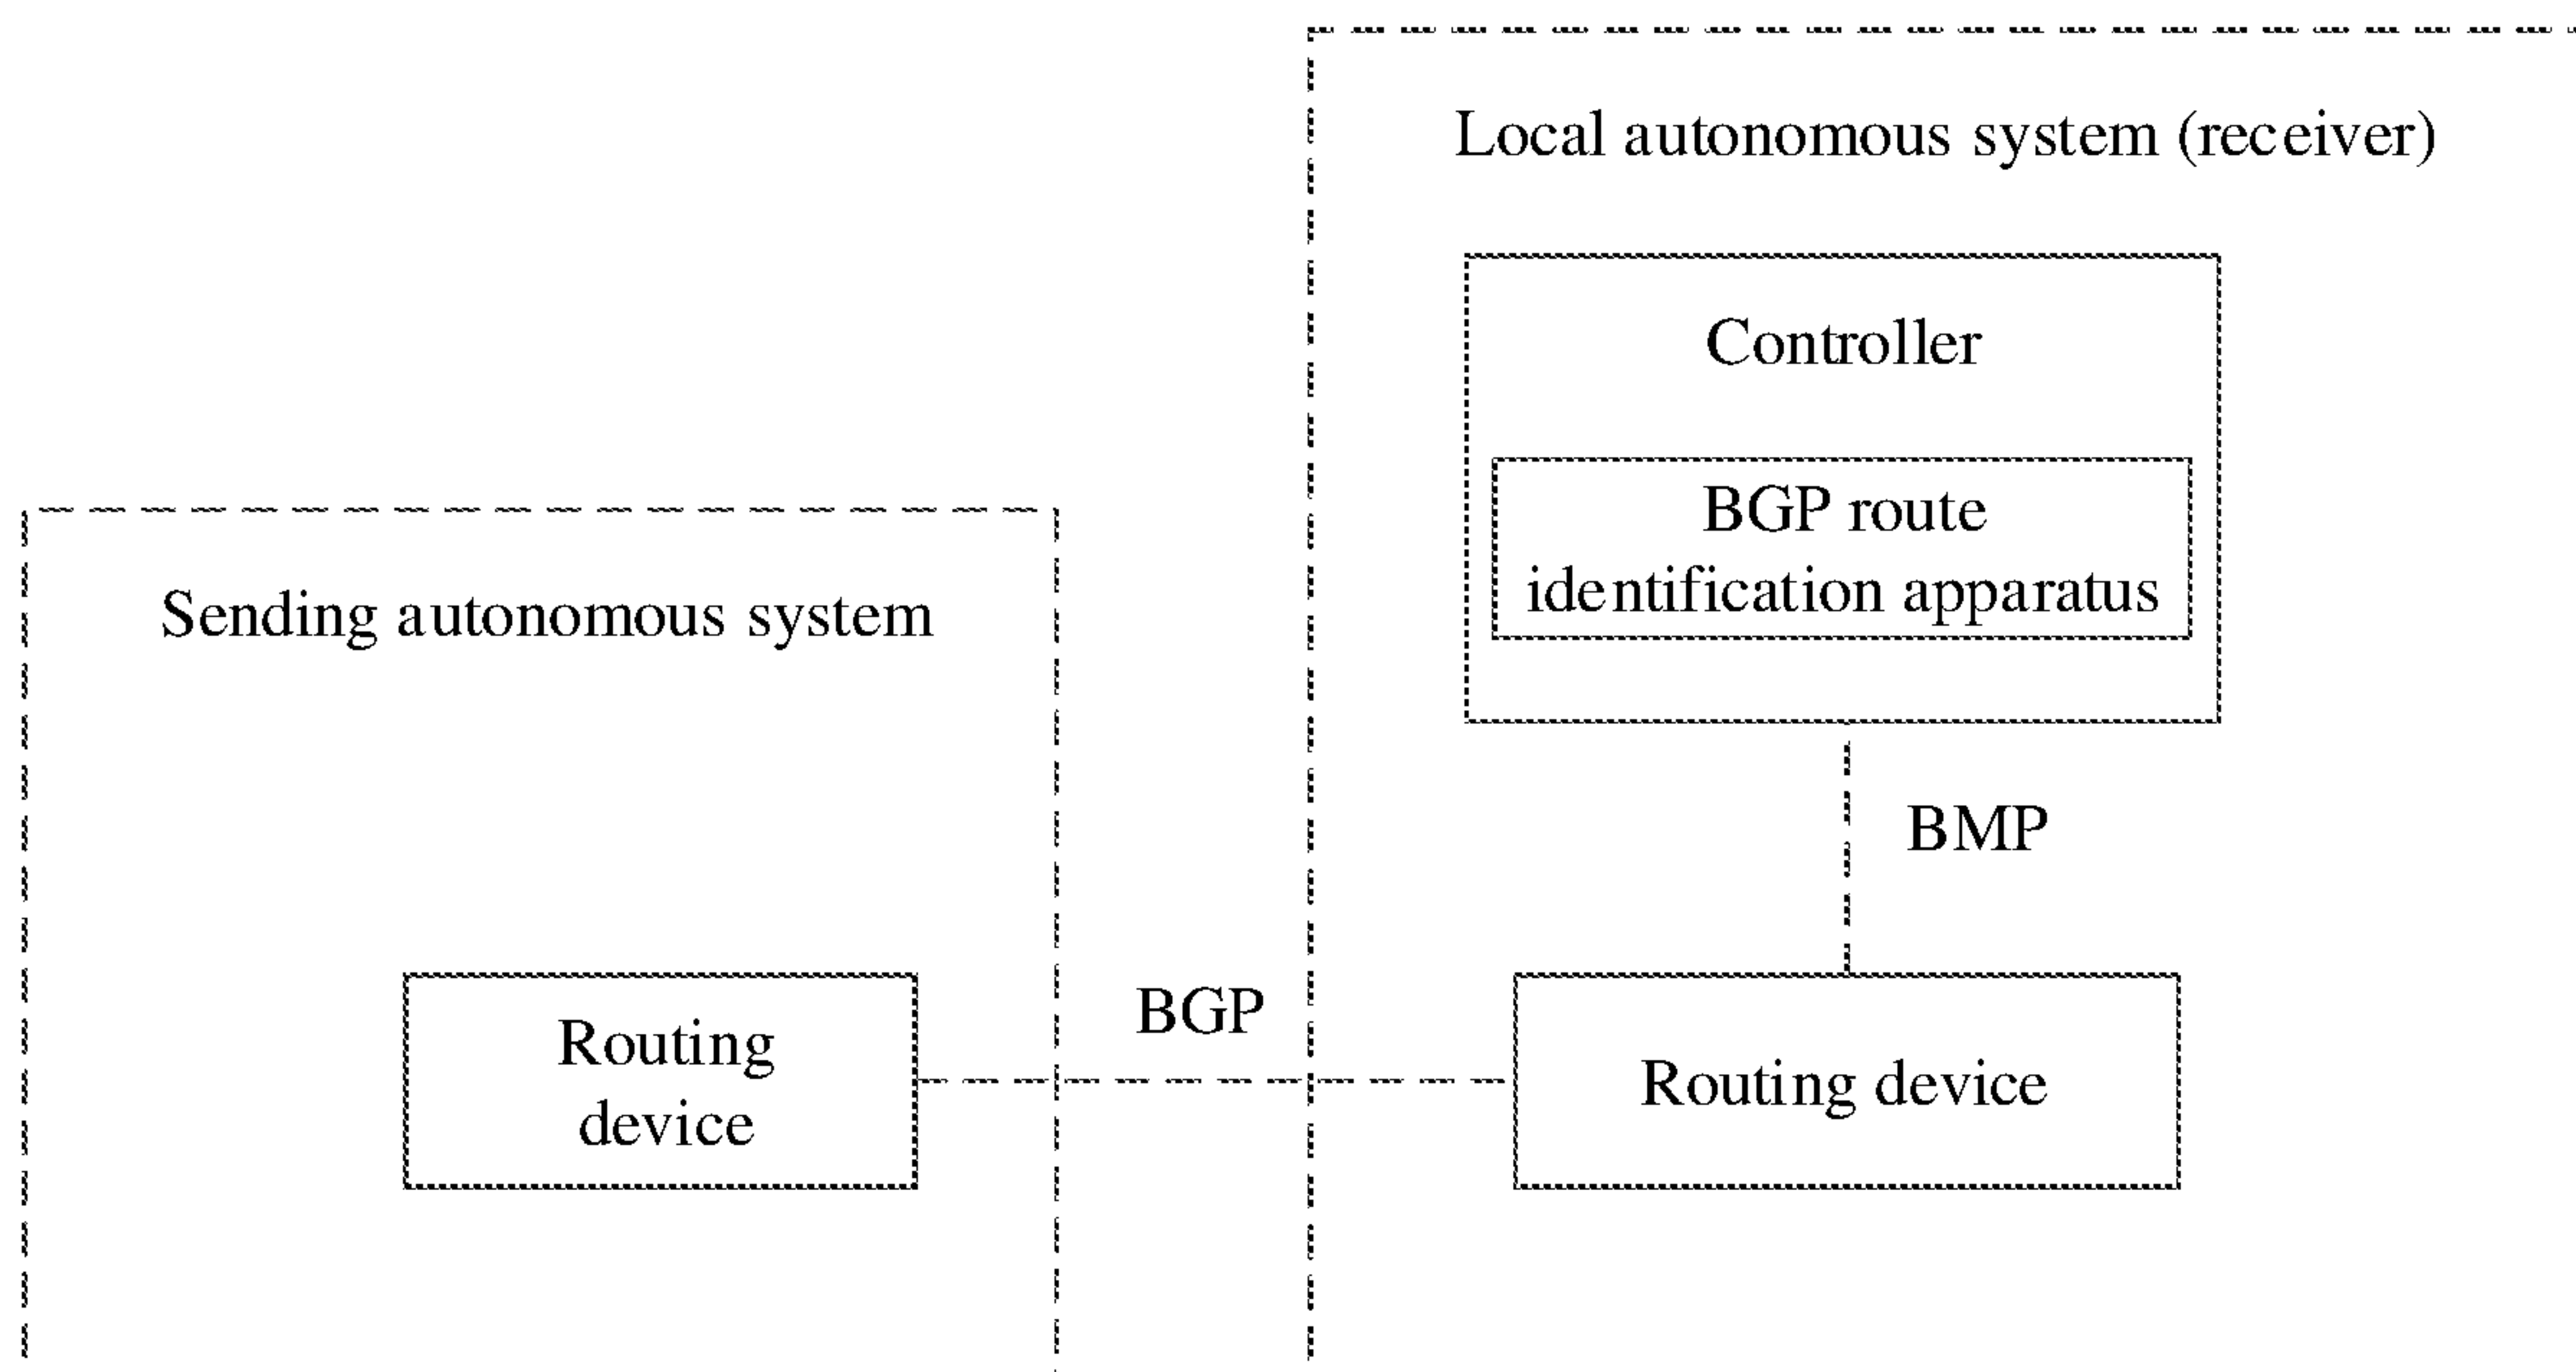 Local autonomous system (receiver)
Controller
BGP route
identification apparatus
Sending autonomous system
BMP
BGP
Routing
device
Routing device